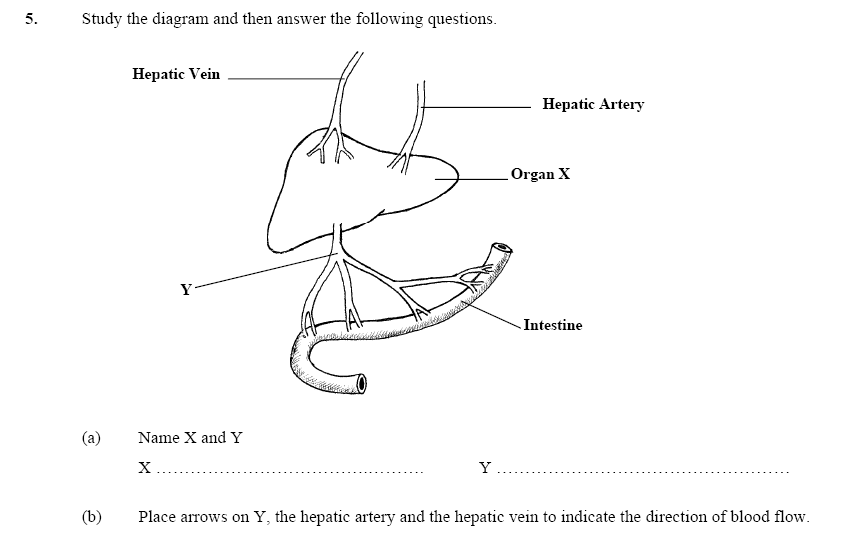 5. Study the diagram and then answer the following questions.
Hepatic Vein
Hepatic Artery
Organ X
Y
Intestine
(a) Name X and Y
X ............................................... Y ....................................................
(b) Place arrows on Y, the hepatic artery and the hepatic vein to indicate the direction of blood flow.